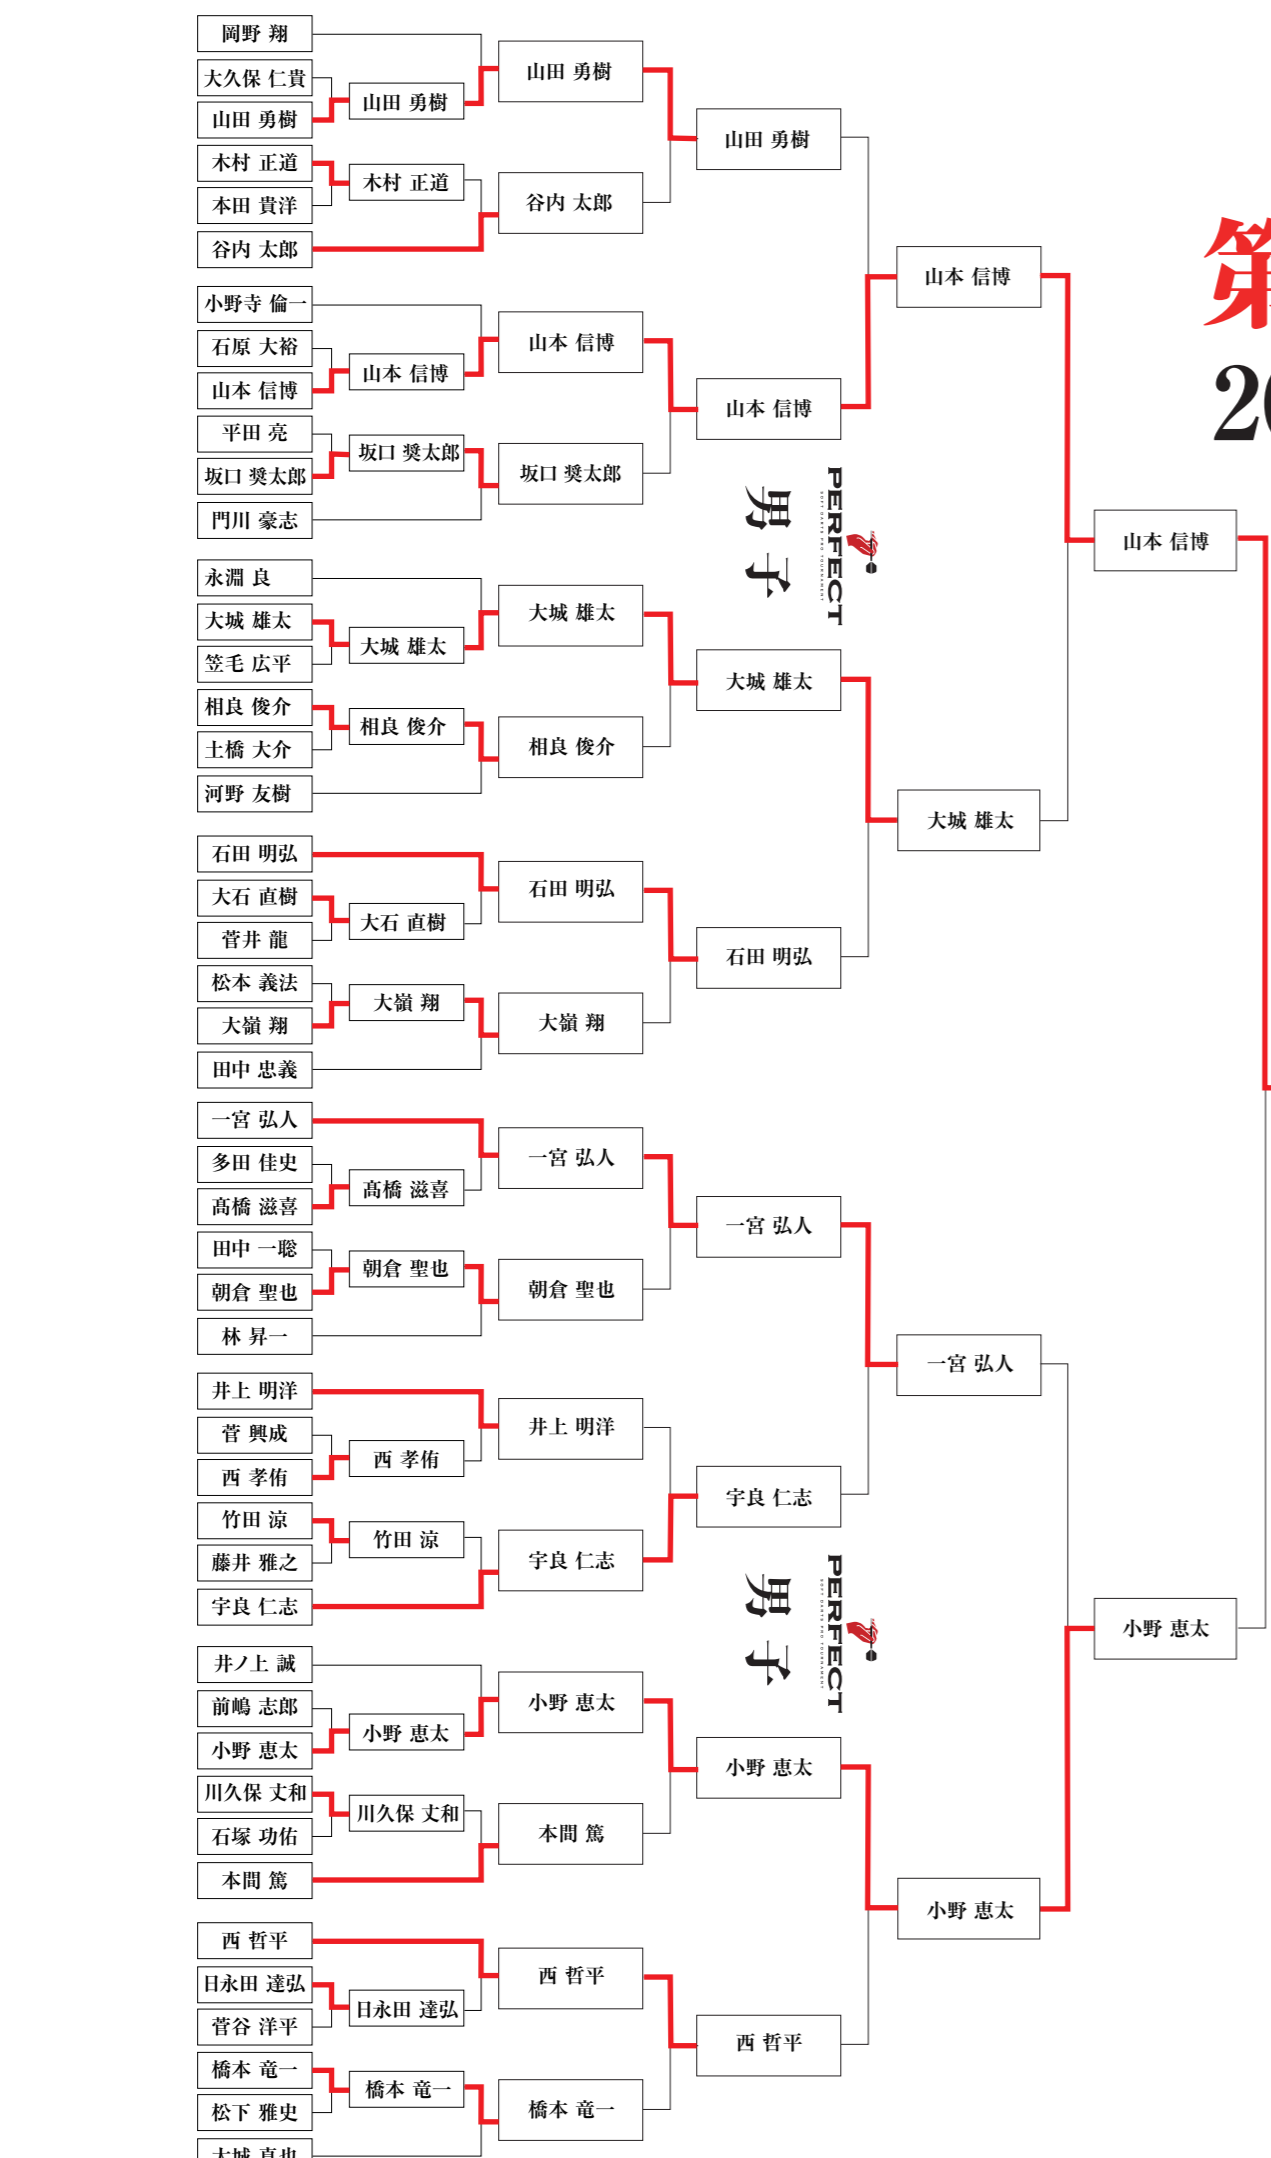 岡野 翔
大久保 仁貴
山田 勇樹
木村 正道
本田 貴洋
谷内 太郎
小野寺 倫一
石原 大裕
山本 信博
平田 亮
坂口 奨太郎
門川 豪志
永淵 良
大城 雄太
笠毛 広平
相良 俊介
土橋 大介
河野 友樹
石田 明弘
大石 直樹
菅井 龍
松本 義法
大嶺 翔
田中 忠義
一宮 弘人
多田 佳史
髙橋 滋喜
田中 一聡
朝倉 聖也
林 昇一
井上 明洋
菅 興成
西 孝侑
竹田 涼
藤井 雅之
宇良 仁志
井ノ上 誠
前嶋 志郎
小野 恵太
川久保 丈和
石塚 功佑
本間 篤
西 哲平
日永田 達弘
菅谷 洋平
橋本 竜一
松下 雅史
大城 真也
山田 勇樹
木村 正道
山本 信博
坂口 奨太郎
大城 雄太
相良 俊介
大石 直樹
大嶺 翔
髙橋 滋喜
朝倉 聖也
西 孝侑
竹田 涼
小野 恵太
川久保 丈和
日永田 達弘
橋本 竜一
山田 勇樹
谷内 太郎
山本 信博
坂口 奨太郎
大城 雄太
相良 俊介
石田 明弘
大嶺 翔
一宮 弘人
朝倉 聖也
井上 明洋
宇良 仁志
小野 恵太
本間 篤
西 哲平
橋本 竜一
山田 勇樹
山本 信博
大城 雄太
石田 明弘
一宮 弘人
宇良 仁志
小野 恵太
西 哲平
PERFECT
SOFT DARTS PRO TOURNAMENT
男子
PERFECT
SOFT DARTS PRO TOURNAMENT
男子
山本 信博
大城 雄太
一宮 弘人
小野 恵太
山本 信博
小野 恵太
第
20